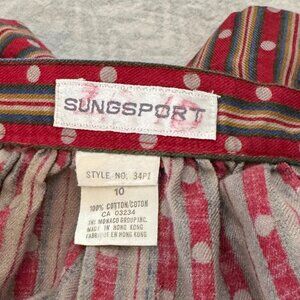 SUNGSPORT
STYLE NO. 34PI
10
100% COTTON/COTON
CA 03234
THE MONACO GROUP INC.
MADE IN HONG KONG
FABRIQUE EN HONG KONG